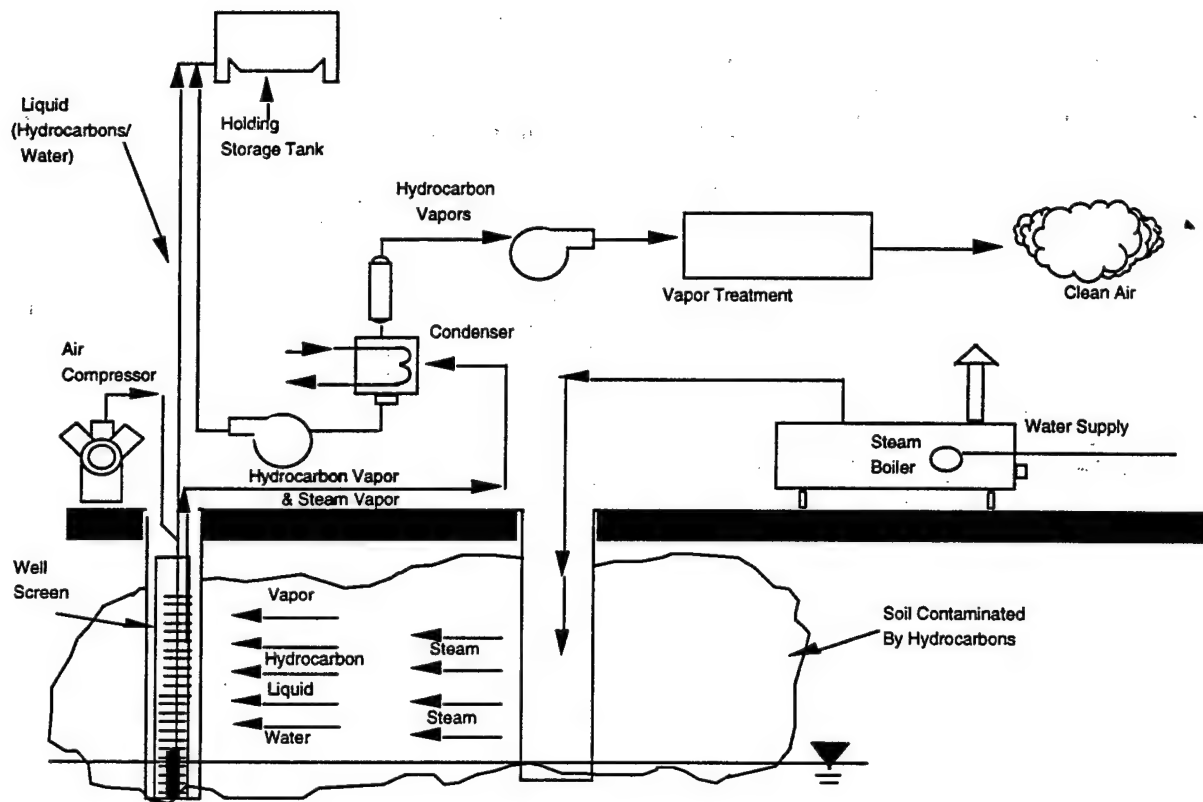 Liquid
(Hydrocarbons/
Water)
Holding
Storage Tank
Hydrocarbon
Vapors
Vapor Treatment
Clean Air
Condenser
Air
Compressor
Water Supply
Steam
Boiler
Hydrocarbon Vapor
& Steam Vapor
Well
Screen
Vapor
Hydrocarbon
Liquid
Water
Steam
Steam
Soil Contaminated
By Hydrocarbons